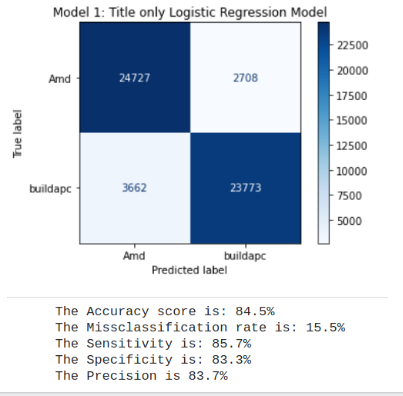 Model 1: Title only Logistic Regression Model
True label
Amd
24727
2708
buildapc
3662
23773
Amd
buildapc
Predicted label
22500
20000
17500
15000
12500
10000
7500
5000
The Accuracy score is: 84.5%
The Missclassification rate is: 15.5%
The Sensitivity is: 85.7%
The Specificity is: 83.3%
The Precision is 83.7%